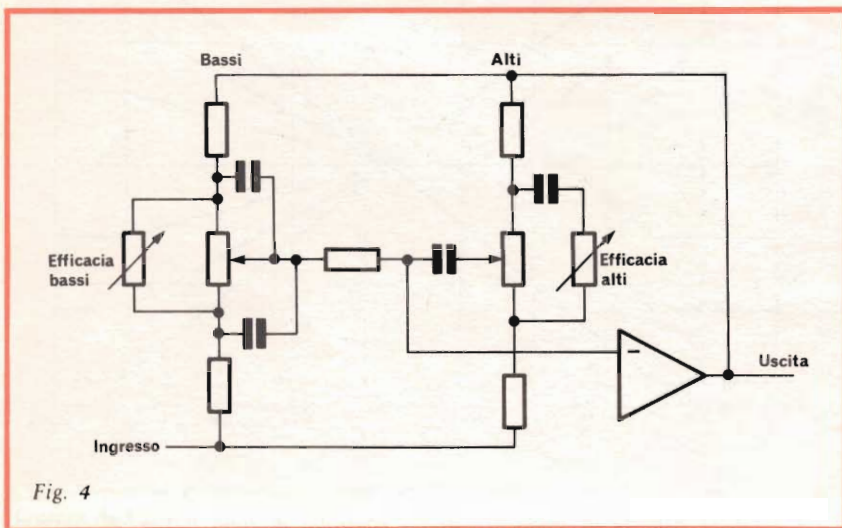 Bassi
Alti
Efficacia
bassi
Efficacia
alti
−
Uscita
Ingresso
Fig. 4